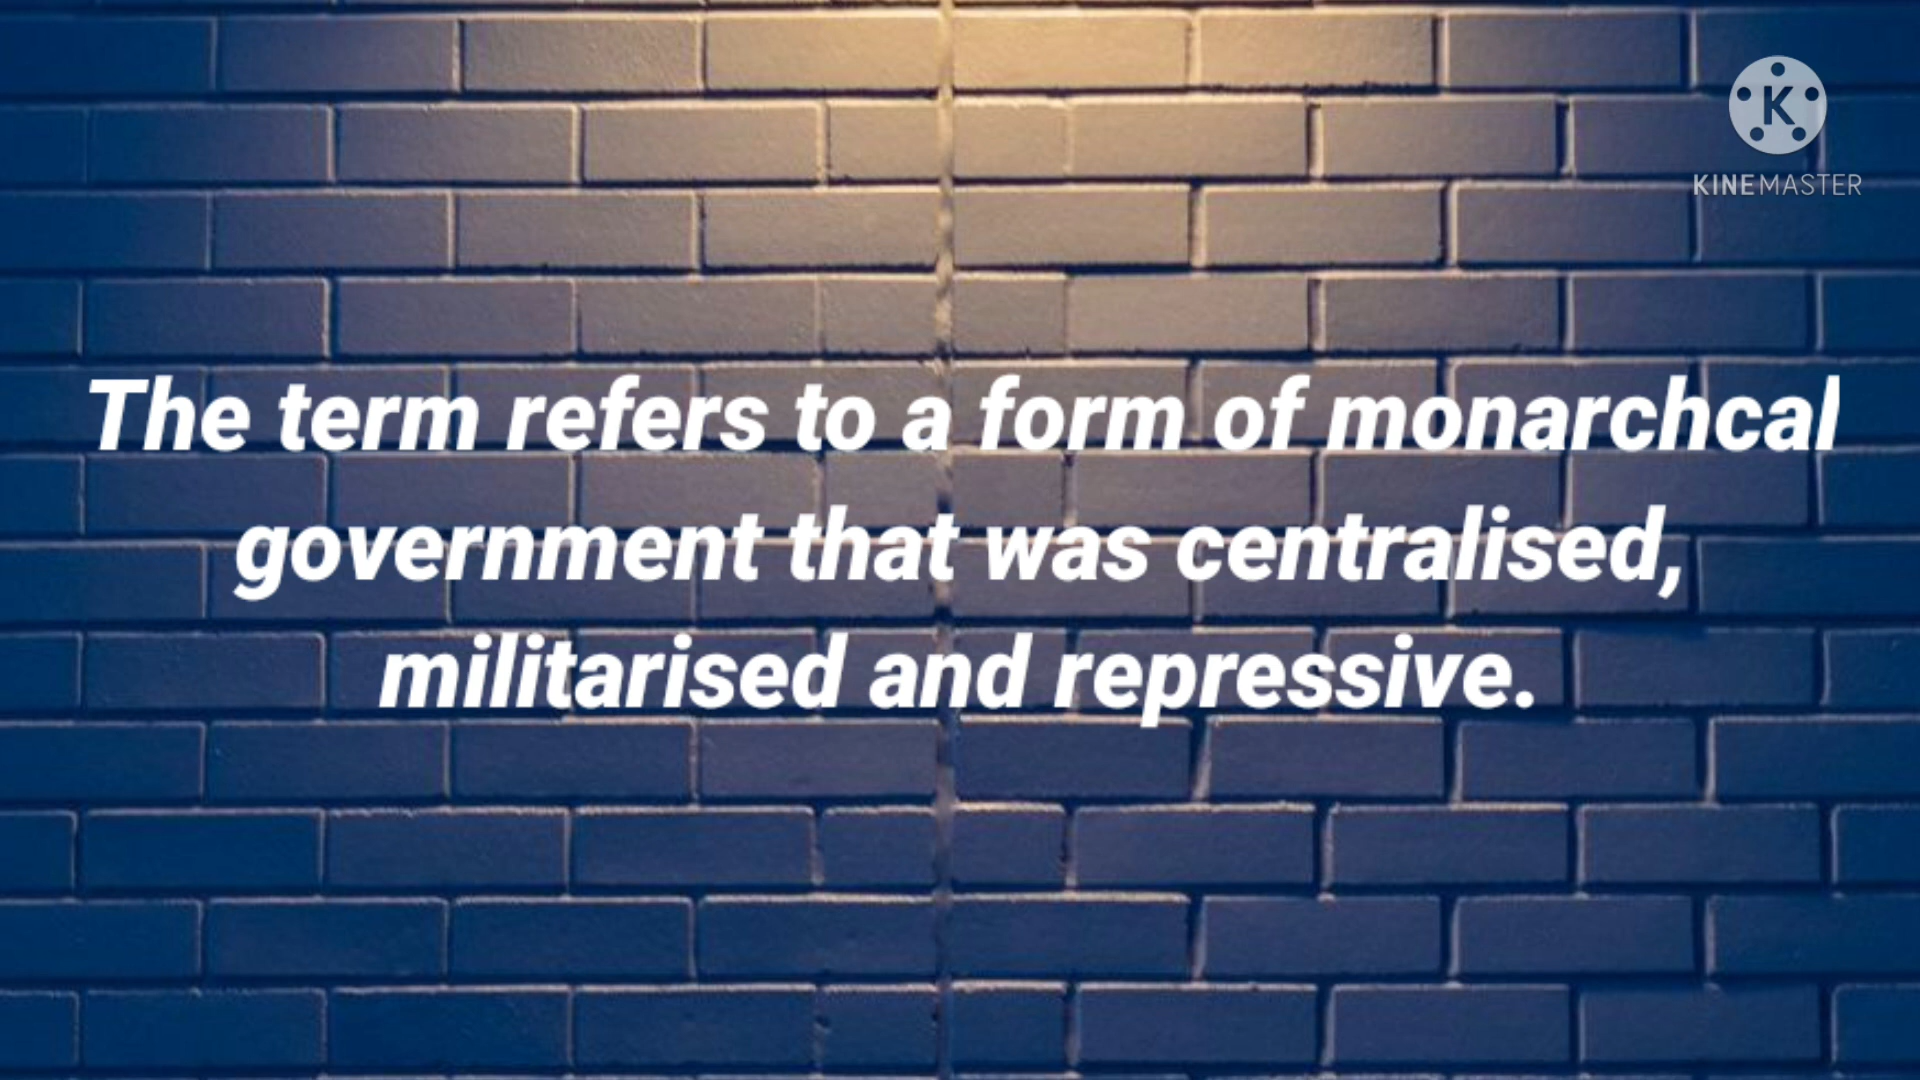 KINEMASTER
The term refers to a form of monarchcal
government that was centralised,
militarised and repressive.